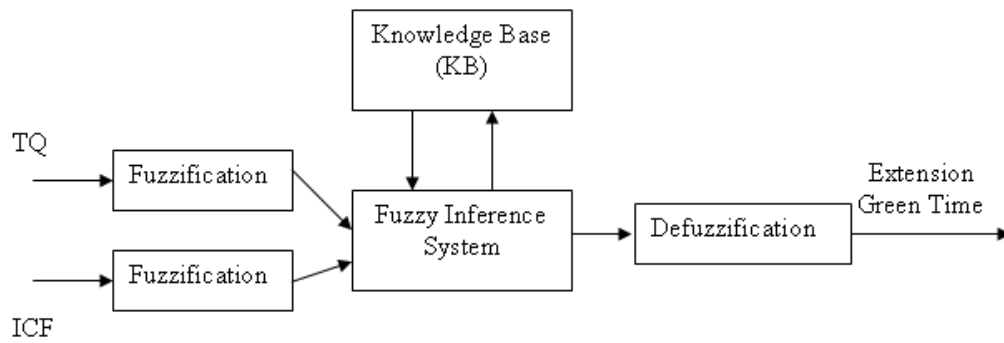 Knowledge Base
(KB)
TQ
Fuzzification
Fuzzy Inference
System
Defuzzification
Extension
Green Time
Fuzzification
ICF